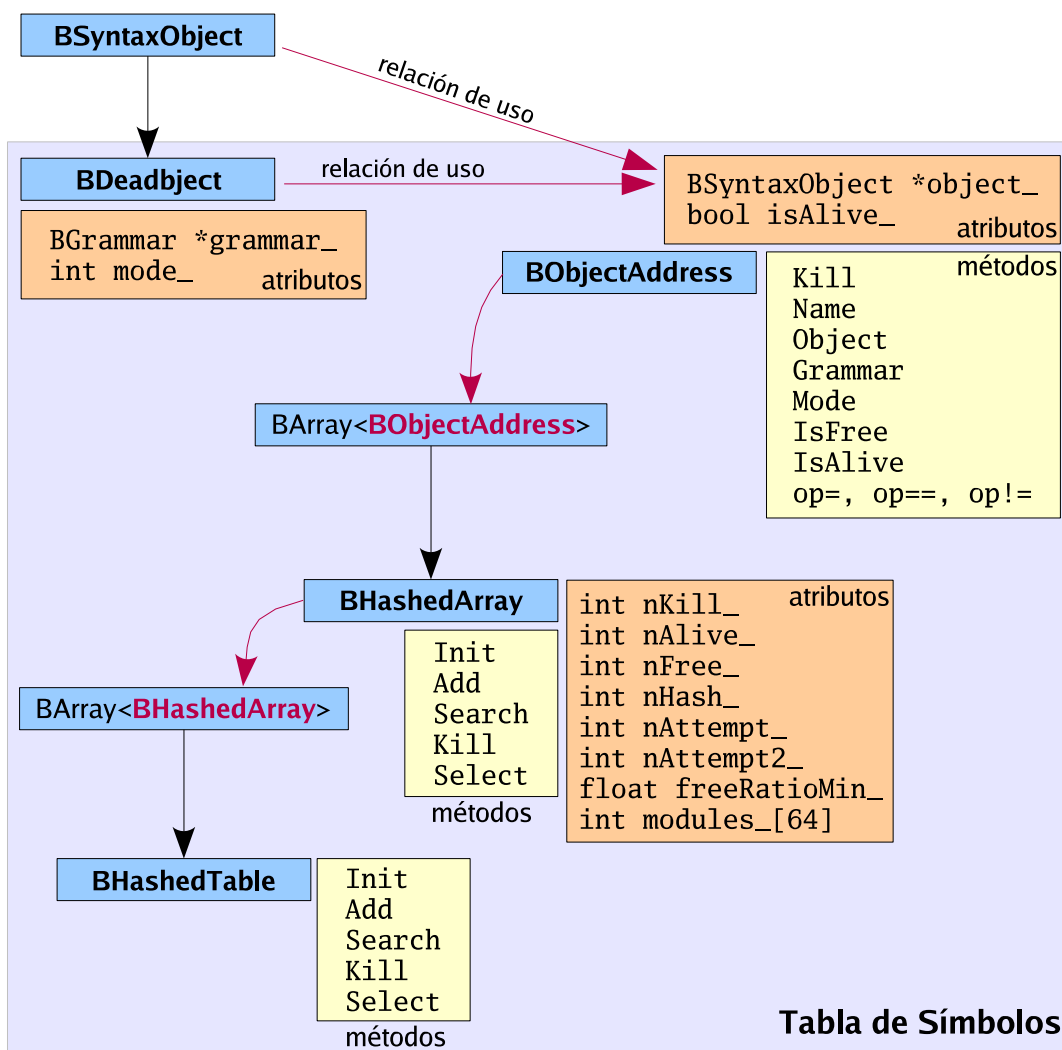 BSyntaxObject
relación de uso
BDeadbject
relación de uso
BSyntaxObject *object_
bool isAlive_
atributos
BGrammar *grammar_
int mode_
atributos
BObjectAddress
métodos
Kill
Name
Object
Grammar
Mode
IsFree
IsAlive
op=, op==, op!=
BArray<BObjectAddress>
BHashedArray
atributos
int nKill_
int nAlive_
int nFree_
int nHash_
int nAttempt_
int nAttempt2_
float freeRatioMin_
int modules_[64]
Init
Add
Search
Kill
Select
métodos
BArray<BHashedArray>
BHashedTable
Init
Add
Search
Kill
Select
métodos
Tabla de Símbolos